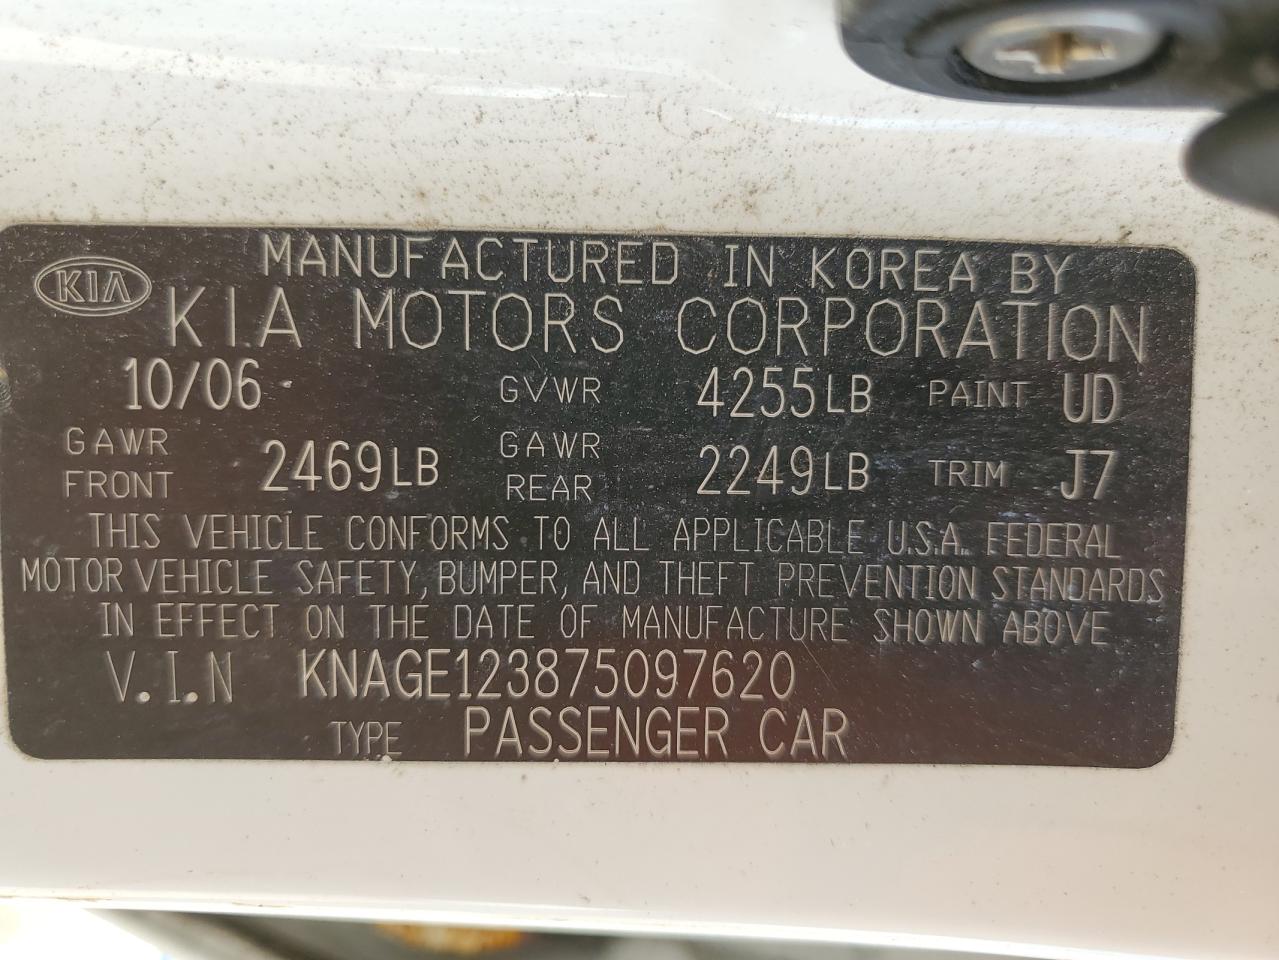 MANUFACTURED IN KOREA BY
KIA KIA MOTORS CORPORATION
10/06 GVWR 4255LB PAINT UD
GAWR FRONT 2469LB GAWR REAR 2249LB TRIM J7
THIS VEHICLE CONFORMS TO ALL APPLICABLE U.S.A. FEDERAL
MOTOR VEHICLE SAFETY, BUMPER, AND THEFT PREVENTION STANDARDS
IN EFFECT ON THE DATE OF MANUFACTURE SHOWN ABOVE
V.I.N KNAGE123875097620
TYPE PASSENGER CAR